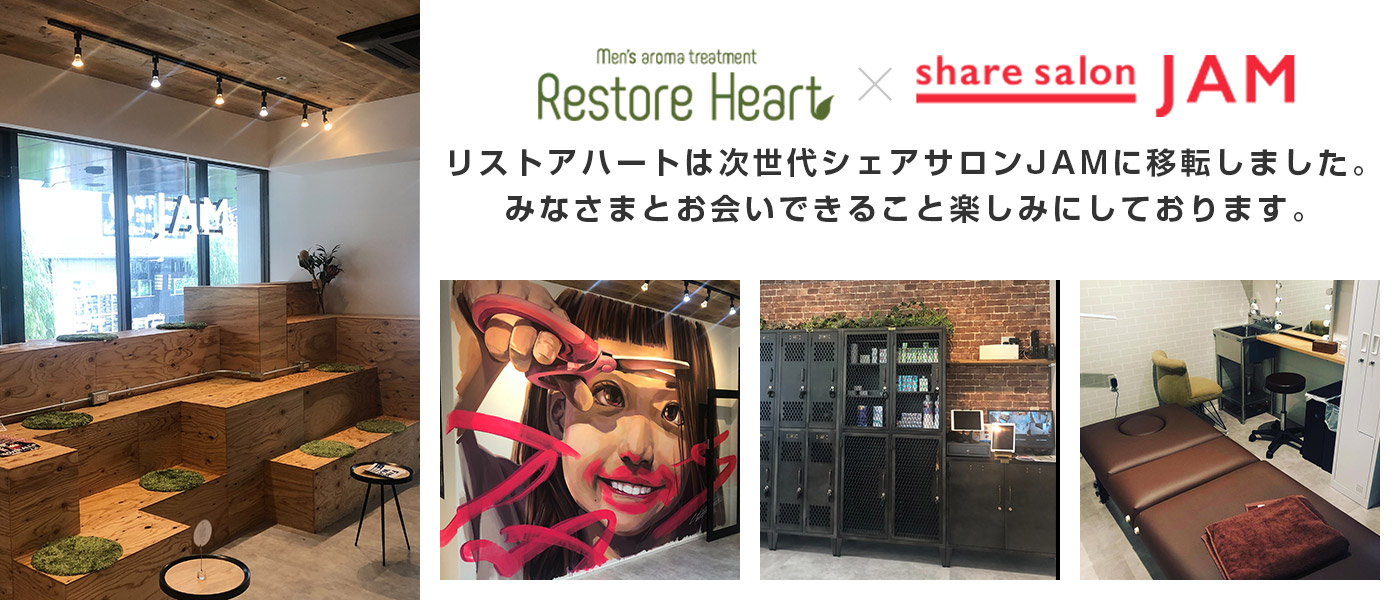 Men's aroma treatment
Restore Heart
×
share salon JAM
リストアハートは次世代シェアサロンJAMに移転しました。
みなさまとお会いできること楽しみにしております。
JAM